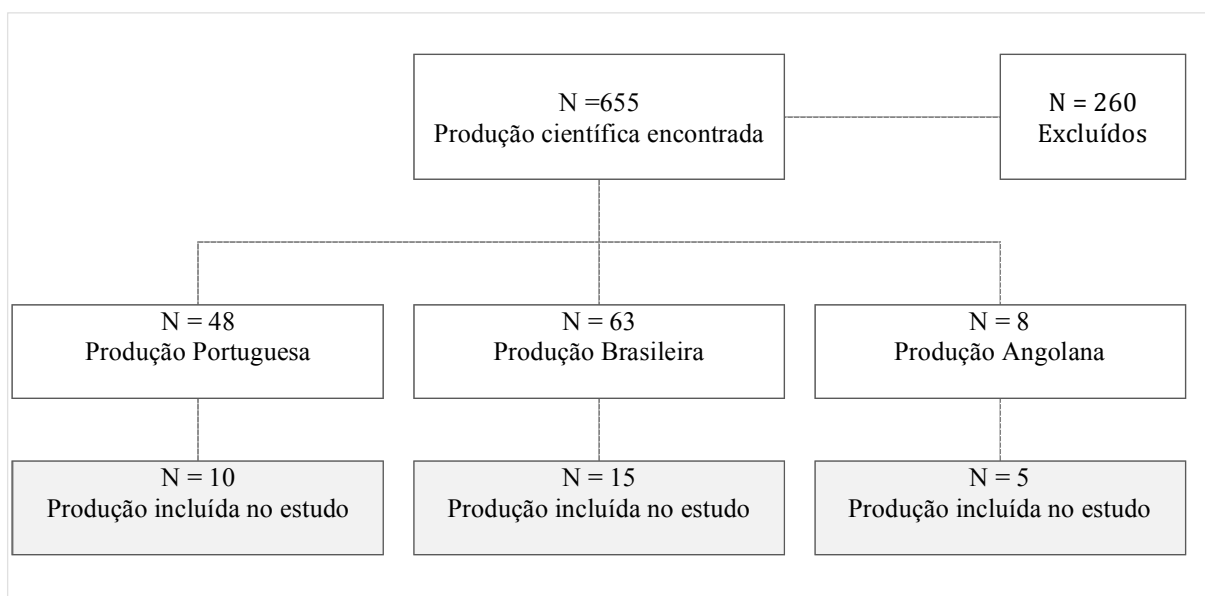 N =655
Produção científica encontrada
N = 260
Excluídos
N = 48
Produção Portuguesa
N = 63
Produção Brasileira
N = 8
Produção Angolana
N = 10
Produção incluída no estudo
N = 15
Produção incluída no estudo
N = 5
Produção incluída no estudo